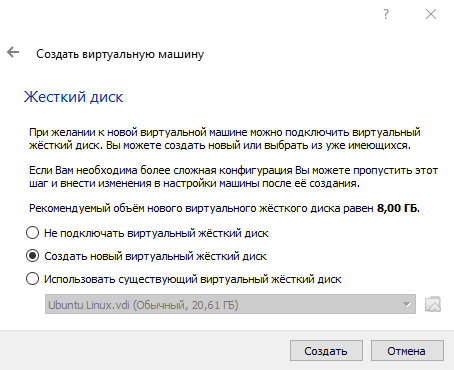 ?
Создать виртуальную машину
Жесткий диск
При желании к новой виртуальной машине можно подключить виртуальный
жёсткий диск. Вы можете создать новый или выбрать из уже имеющихся.
Если Вам необходима более сложная конфигурация Вы можете пропустить этот
шаг и внести изменения в настройки машины после её создания.
Рекомендуемый объём нового виртуального жёсткого диска равен 8,00 ГБ.
Не подключать виртуальный жёсткий диск
Создать новый виртуальный жёсткий диск
Использовать существующий виртуальный жёсткий диск
Ubuntu Linux.vdi (Обычный, 20,61 ГБ)
Создать
Отмена